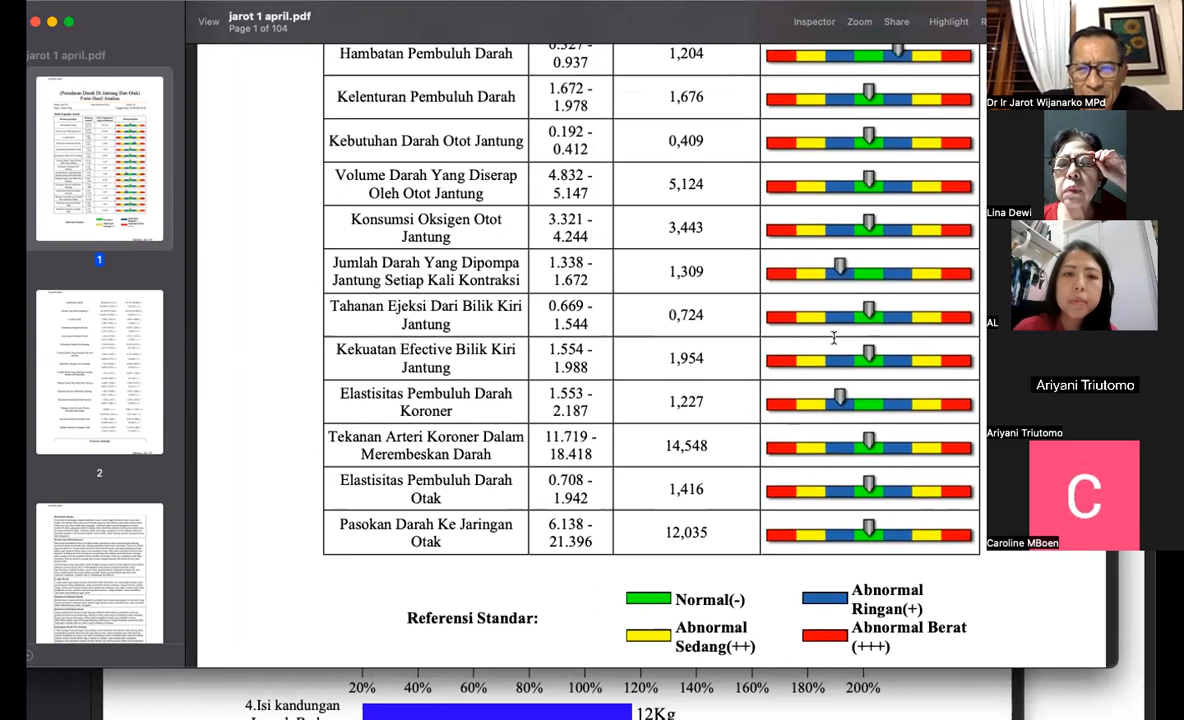 View
jarot 1 april.pdf
Page 1 of 104
Inspector
Zoom
Share
Highlight
jarot 1 april.pdf
1
2
Hambatan Pembuluh Darah
0.327 -
0.937
1,204
Kelenturan Pembuluh Darah
1.672 -
1.978
1,676
Kebutuhan Darah Otot Jantung
0.192 -
0.412
0,409
Volume Darah Yang Diserap
Oleh Otot Jantung
4.832 -
5.147
5,124
Konsumsi Oksigen Otot
Jantung
3.321 -
4.244
3,443
Jumlah Darah Yang Dipompa
Jantung Setiap Kali Kontraksi
1.338 -
1.672
1,309
Tahanan Ejeksi Dari Bilik Kiri
Jantung
0.669 -
1.544
0,724
Kekuatan Efective Bilik Kiri
Jantung
1.554 -
1.988
1,954
Elastisitas Pembuluh Darah
Koroner
1.553 -
2.187
1,227
Tekanan Arteri Koroner Dalam
Merembeskan Darah
11.719 -
18.418
14,548
Elastisitas Pembuluh Darah
Otak
0.708 -
1.942
1,416
Pasokan Darah Ke Jaringan
Otak
6.138 -
21.396
12,035
Referensi Standar:
Normal(-)
Abnormal
Ringan(+)
Abnormal
Sedang(++)
Abnormal Berat
(+++)
20% 40% 60% 80% 100% 120% 140% 160% 180% 200%
4.Isi kandungan
12Kg
Dr Ir Jarot Wijanarko MPd
Lina Dewi
AL
Ariyani Triutomo
Ariyani Triutomo
C
Caroline MBoen